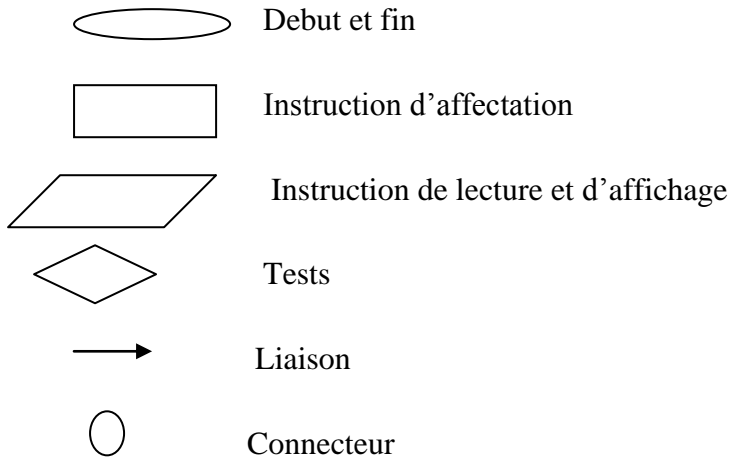 Debut et fin
Instruction d’affectation
Instruction de lecture et d’affichage
Tests
Liaison
Connecteur